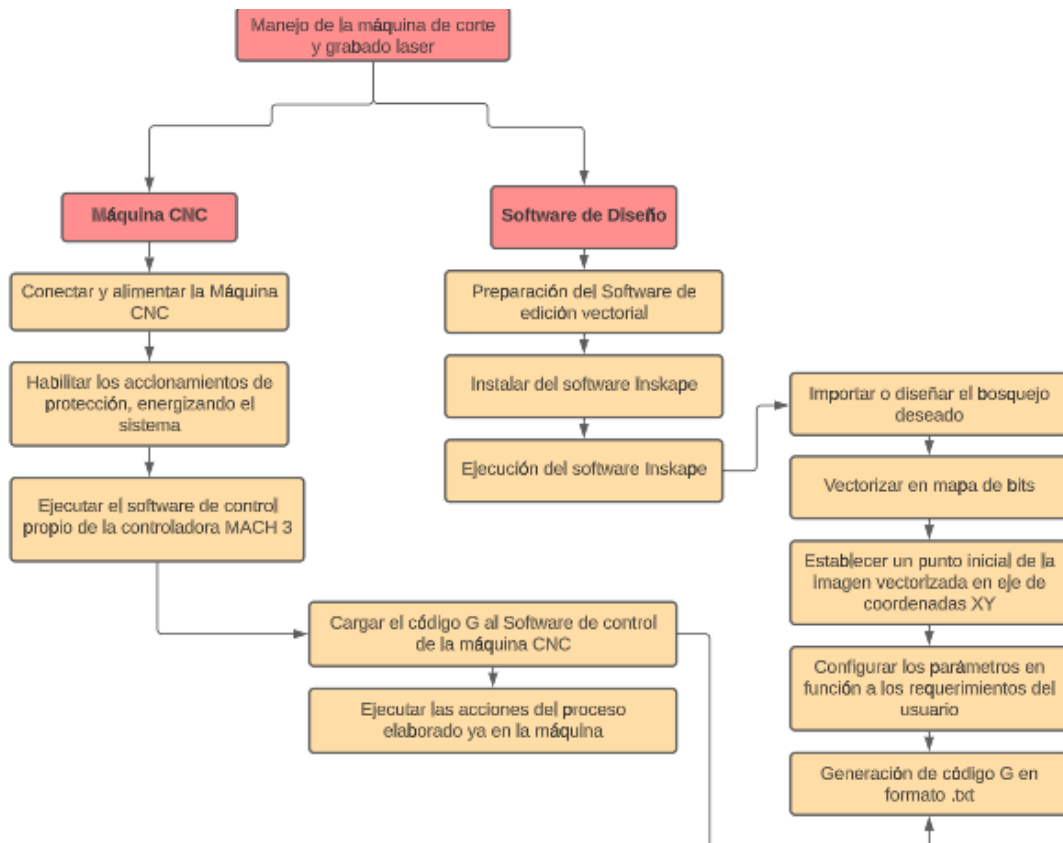 Manejo de la máquina de corte
y grabado laser
Máquina CNC
Software de Diseño
Conectar y alimentar la Máquina
CNC
Habilitar los accionamientos de
protección, energizando el
sistema
Ejecutar el software de control
propio de la controladora MACH 3
Preparación del Software de
edición vectorial
Instalar del software Inskape
Ejecución del software Inskape
Importar o diseñar el bosquejo
deseado
Vectorizar en mapa de bits
Establecer un punto inicial de la
imagen vectorizada en eje de
coordenadas XY
Configurar los parámetros en
función a los requerimientos del
usuario
Generación de código G en
formato .txt
Cargar el código G al Software de control
de la máquina CNC
Ejecutar las acciones del proceso
elaborado ya en la máquina